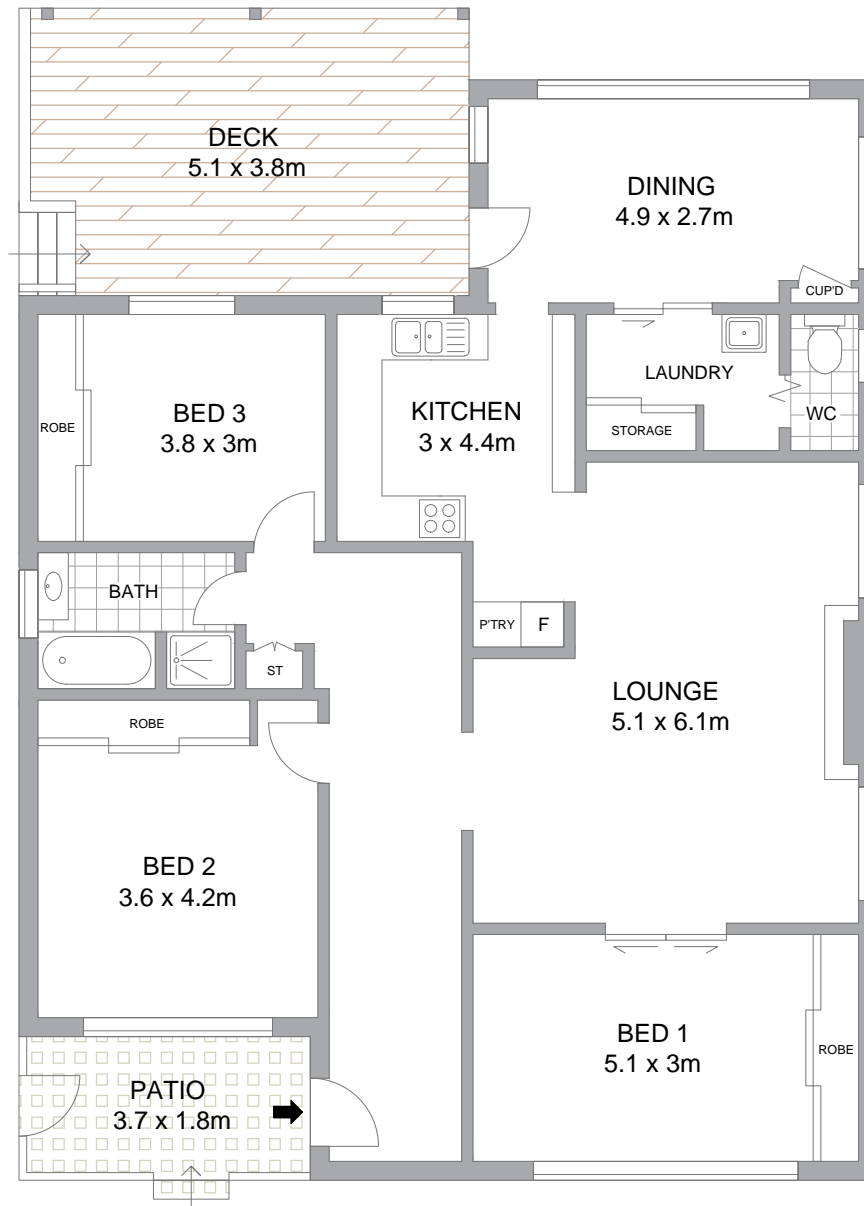 DECK
5.1 x 3.8m
DINING
4.9 x 2.7m
CUP'D
LAUNDRY
WC
STORAGE
KITCHEN
3 x 4.4m
BED 3
3.8 x 3m
ROBE
BATH
ST
P'TRY
F
LOUNGE
5.1 x 6.1m
ROBE
BED 2
3.6 x 4.2m
BED 1
5.1 x 3m
ROBE
PATIO
3.7 x 1.8m